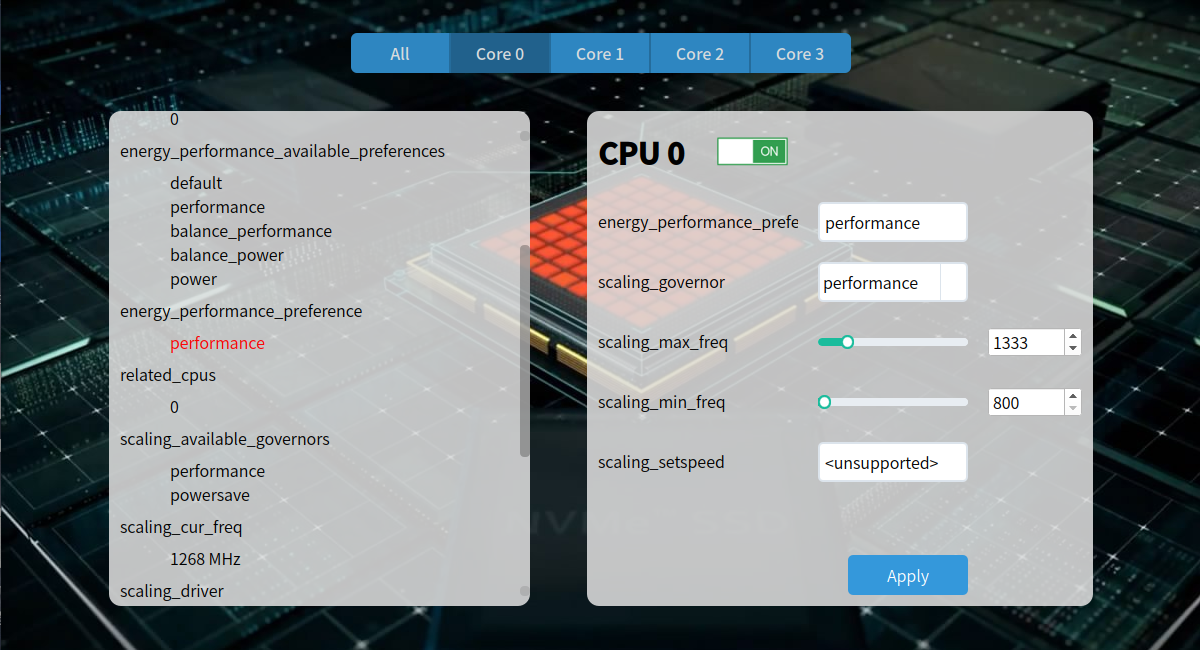 All
Core 0
Core 1
Core 2
Core 3
0
energy_performance_available_preferences
default
performance
balance_performance
balance_power
power
energy_performance_preference
performance
related_cpus
0
scaling_available_governors
performance
powersave
scaling_cur_freq
1268 MHz
scaling_driver
CPU 0
ON
energy_performance_prefe
performance
scaling_governor
performance
scaling_max_freq
1333
scaling_min_freq
800
scaling_setspeed
<unsupported>
Apply